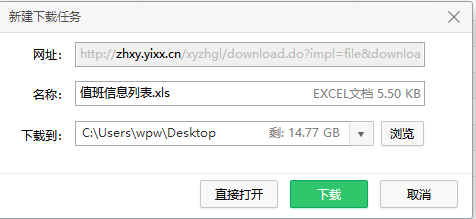 新建下载任务
网址： http://zhxy.yixx.cn/xyzhgl/download.do?impl=file&downloa
名称： 值班信息列表.xls EXCEL文档 5.50 KB
下载到： C:\Users\wpw\Desktop 剩: 14.77 GB 浏览
直接打开 下载 取消